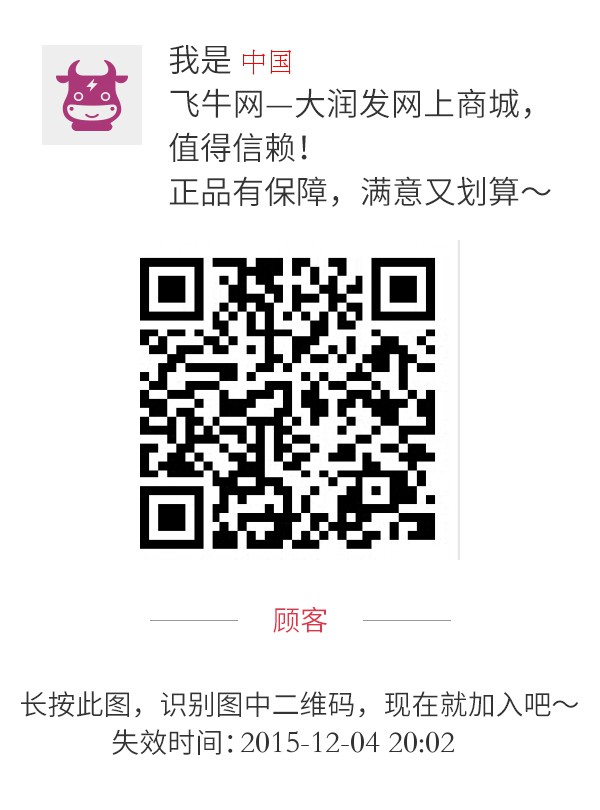 我是 中国
飞牛网—大润发网上商城，
值得信赖！
正品有保障，满意又划算～
顾客
长按此图，识别图中二维码，现在就加入吧～
失效时间：2015-12-04 20:02